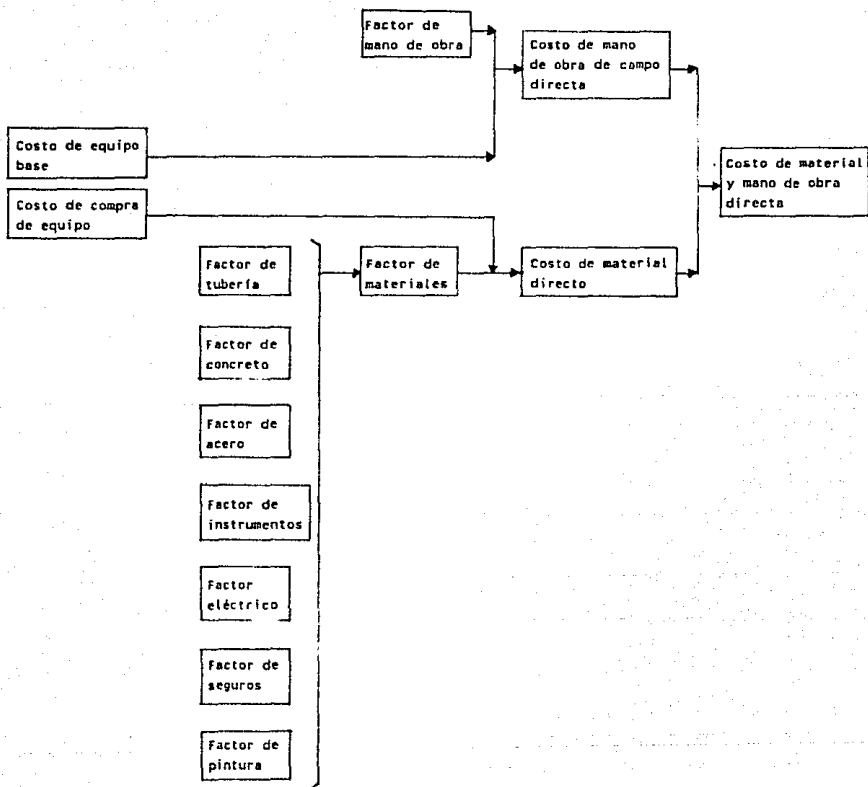 Factor de
mano de obra
Costo de mano
de obra de campo
directa
Costo de equipo
base
Costo de material
y mano de obra
directa
Costo de compra
de equipo
Factor de
tubería
Factor de
materiales
Costo de material
directo
Factor de
concreto
Factor de
acero
Factor de
instrumentos
Factor
eléctrico
Factor de
seguros
Factor de
pintura